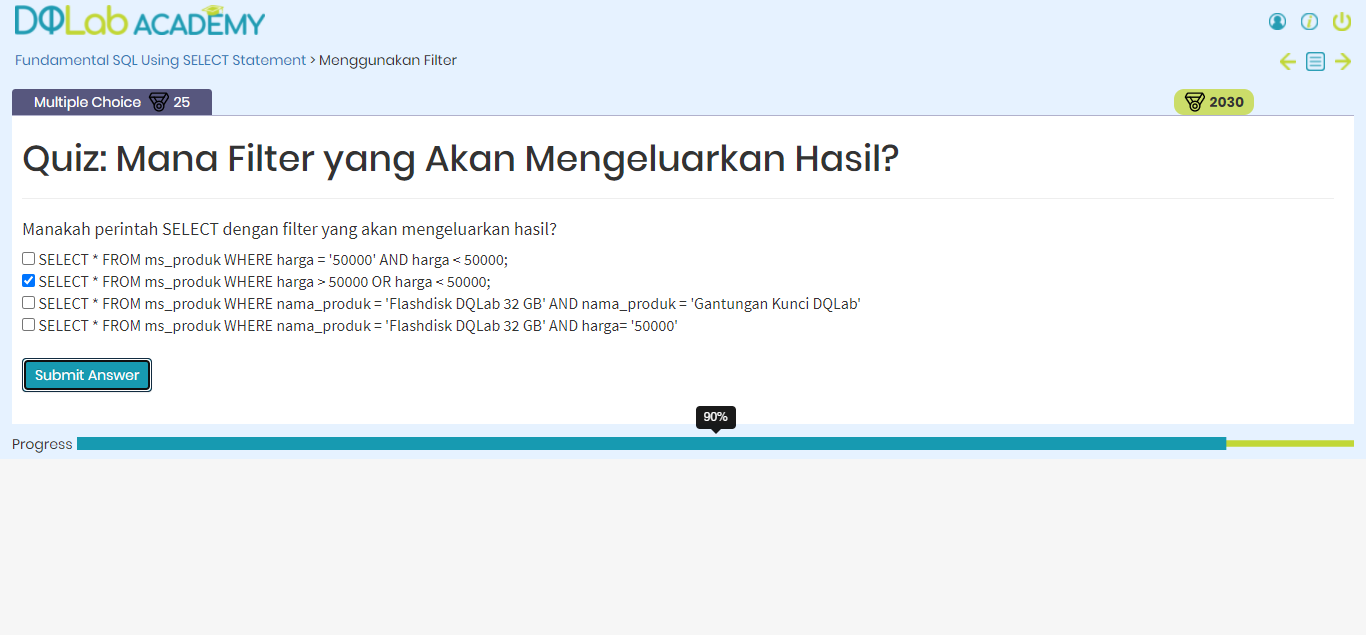 DQLab ACADEMY
Fundamental SQL Using SELECT Statement > Menggunakan Filter
Multiple Choice 25
2030
Quiz: Mana Filter yang Akan Mengeluarkan Hasil?
Manakah perintah SELECT dengan filter yang akan mengeluarkan hasil?
SELECT * FROM ms_produk WHERE harga = '50000' AND harga < 50000;
SELECT * FROM ms_produk WHERE harga > 50000 OR harga < 50000;
SELECT * FROM ms_produk WHERE nama_produk = 'Flashdisk DQLab 32 GB' AND nama_produk = 'Gantungan Kunci DQLab'
SELECT * FROM ms_produk WHERE nama_produk = 'Flashdisk DQLab 32 GB' AND harga= '50000'
Submit Answer
90%
Progress